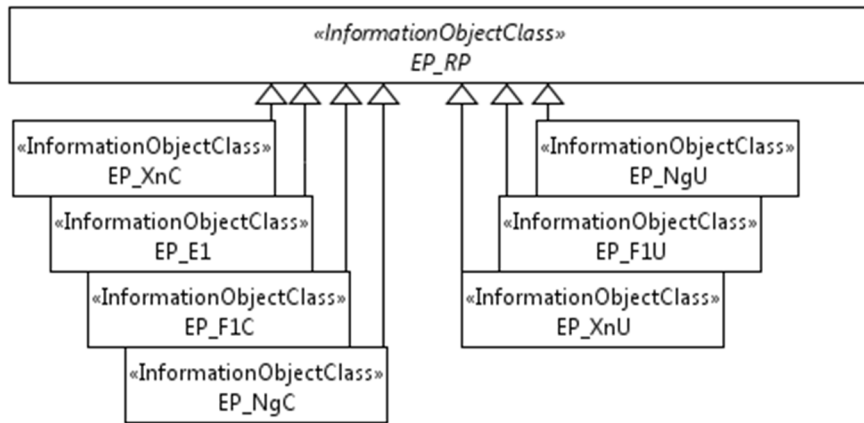 «InformationObjectClass»
EP_RP
«InformationObjectClass»
EP_XnC
«InformationObjectClass»
EP_E1
«InformationObjectClass»
EP_F1C
«InformationObjectClass»
EP_NgC
«InformationObjectClass»
EP_NgU
«InformationObjectClass»
EP_F1U
«InformationObjectClass»
EP_XnU